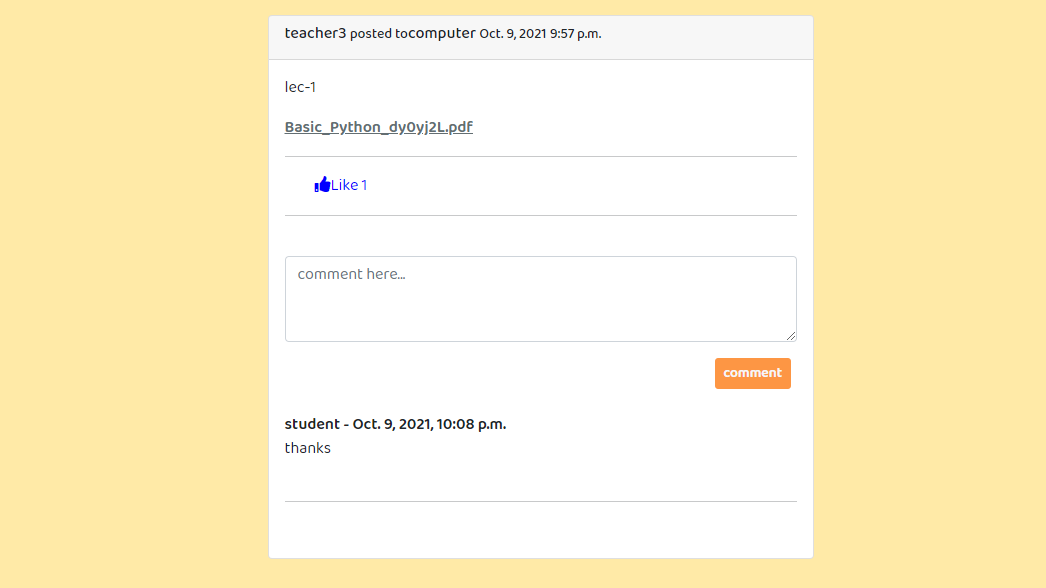 teacher3 posted tocomputer Oct. 9, 2021 9:57 p.m.
lec-1
Basic_Python_dy0yj2L.pdf
Like 1
comment here...
comment
student - Oct. 9, 2021, 10:08 p.m.
thanks